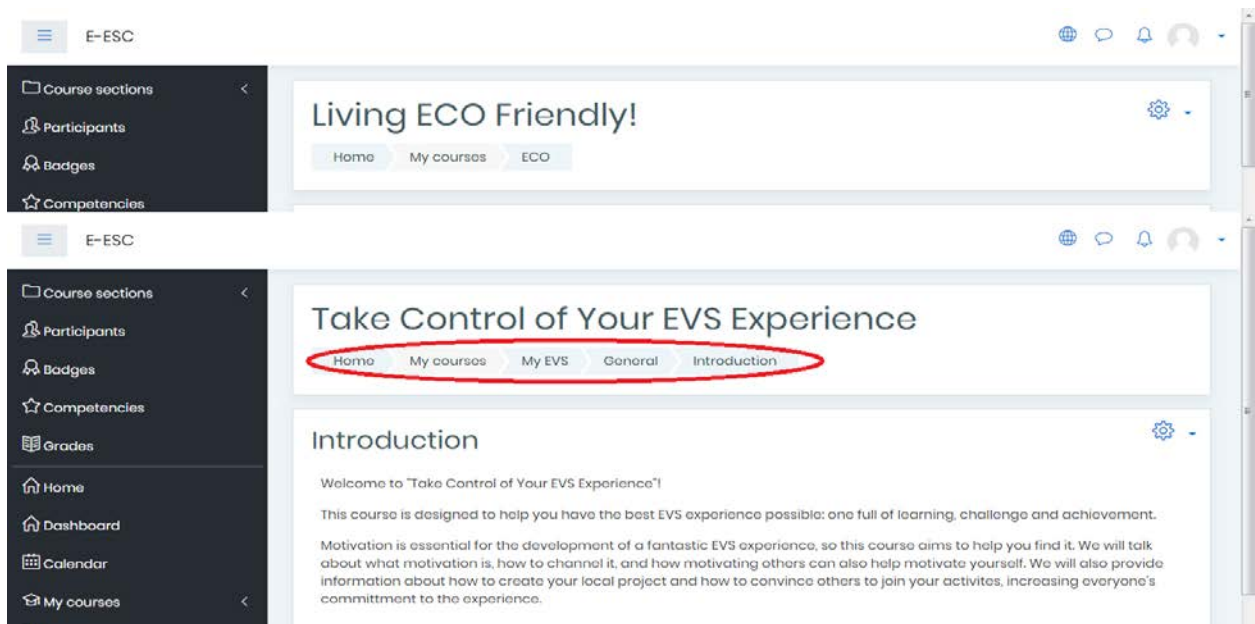 E-ESC
Course sections
Participants
Badges
Competencies
Living ECO Friendly!
Home My courses ECO
E-ESC
Course sections
Participants
Badges
Competencies
Grades
Home
Dashboard
Calendar
My courses
Take Control of Your EVS Experience
Home My courses My EVS General Introduction
Introduction
Welcome to "Take Control of Your EVS Experience"!
This course is designed to help you have the best EVS experience possible: one full of learning, challenge and achievement.
Motivation is essential for the development of a fantastic EVS experience, so this course aims to help you find it. We will talk
about what motivation is, how to channel it, and how motivating others can also help motivate yourself. We will also provide
information about how to create your local project and how to convince others to join your activites, increasing everyone's
committment to the experience.